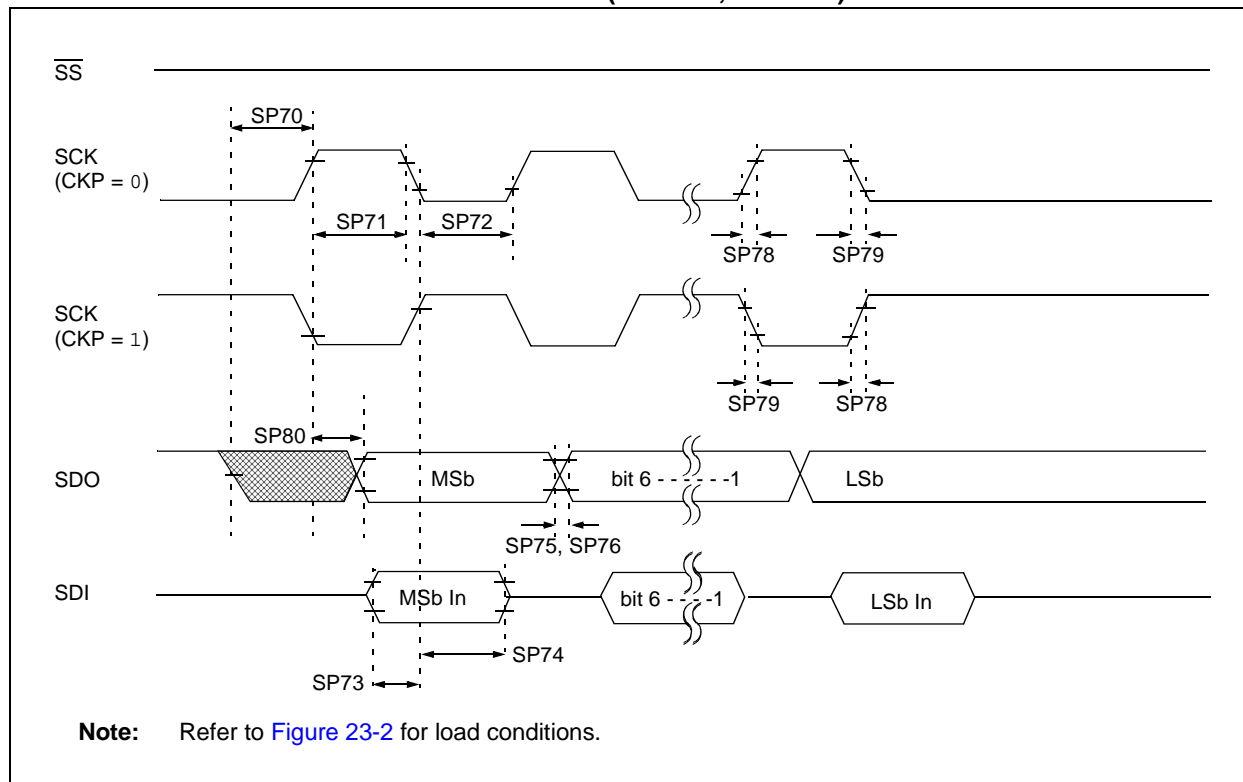 SS
SP70
SCK
(CKP = 0)
SP71
SP72
SP78
SP79
SCK
(CKP = 1)
SP79
SP78
SP80
SDO
MSb
bit 6 - - - - - -1
LSb
SP75, SP76
SDI
MSb In
bit 6 - - - -1
LSb In
SP74
SP73
Note: Refer to Figure 23-2 for load conditions.